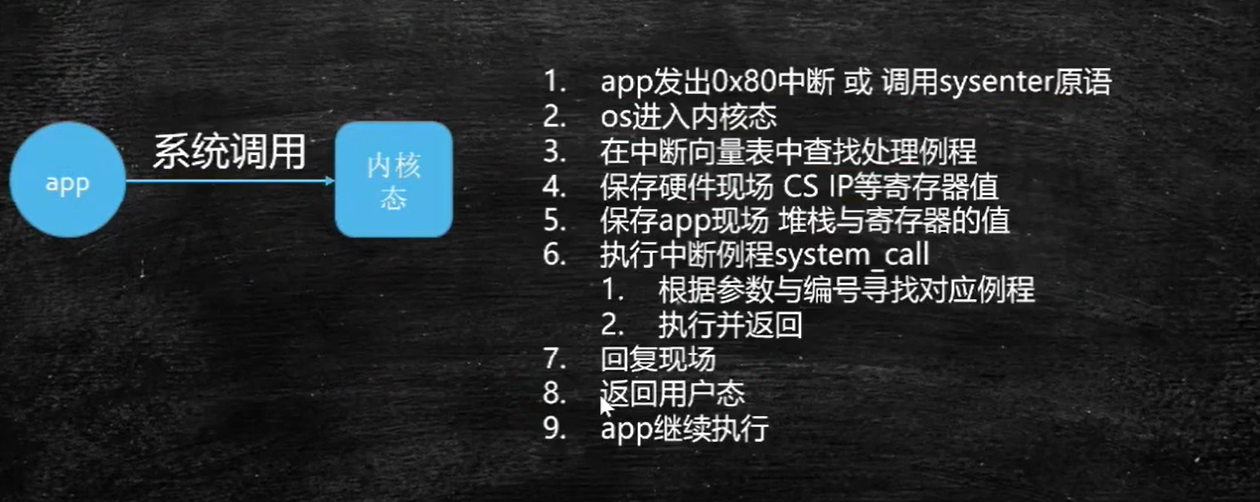 app
系统调用
内核
态
1. app发出0x80中断 或 调用sysenter原语
2. os进入内核态
3. 在中断向量表中查找处理例程
4. 保存硬件现场 CS IP等寄存器值
5. 保存app现场 堆栈与寄存器的值
6. 执行中断例程system_call
1. 根据参数与编号寻找对应例程
2. 执行并返回
7. 回复现场
8. 返回用户态
9. app继续执行